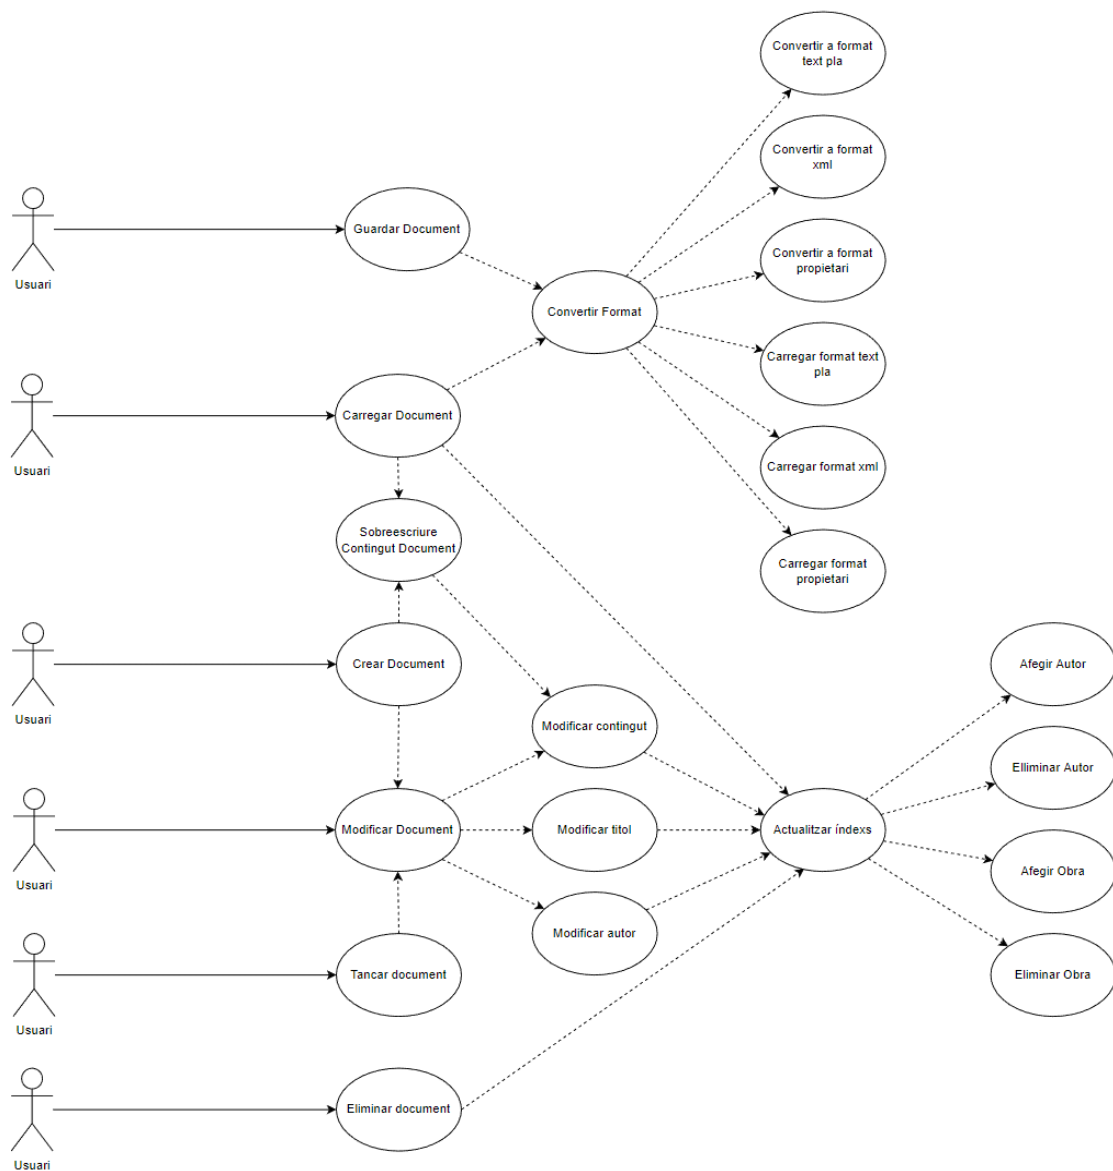 Convertir a format
text pla
Convertir a format
xml
Guardar Document
Convertir a format
propietari
Usuari
Convertir Format
Carregar format text
pla
Carregar Document
Usuari
Carregar format xml
Sobreescriure
Contingut Document
Carregar format
propietari
Crear Document
Afegir Autor
Usuari
Modificar contingut
Elliminar Autor
Modificar Document
Modificar titol
Actualitzar índexs
Usuari
Afegir Obra
Modificar autor
Tancar document
Eliminar Obra
Usuari
Eliminar document
Usuari